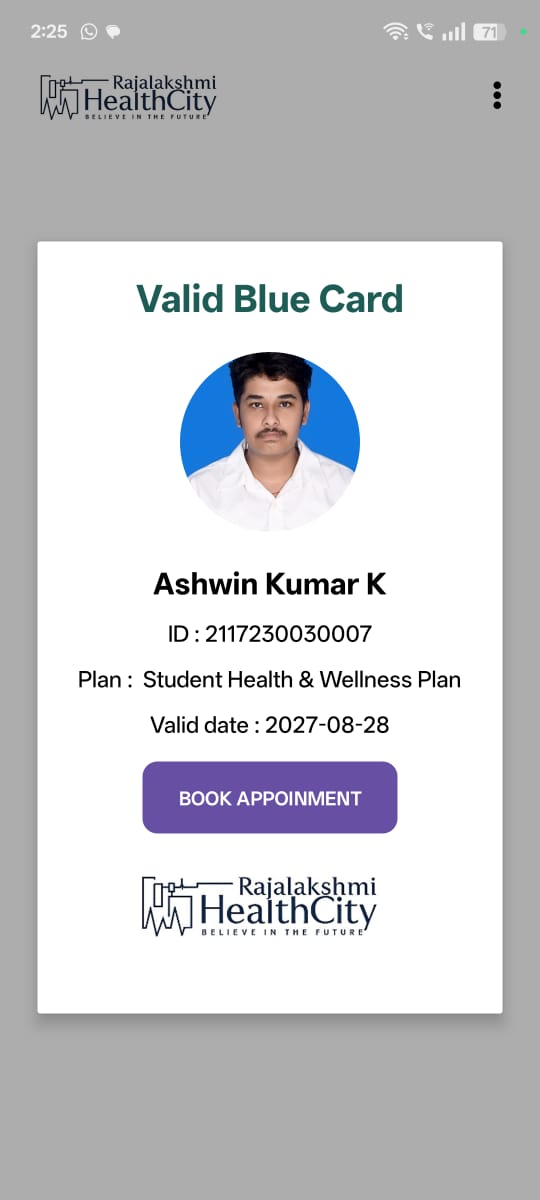 2:25
71
Rajalakshmi
HealthCity
BELIEVE IN THE FUTURE
Valid Blue Card
Ashwin Kumar K
ID : 2117230030007
Plan : Student Health & Wellness Plan
Valid date : 2027-08-28
BOOK APPOINMENT
Rajalakshmi
HealthCity
BELIEVE IN THE FUTURE